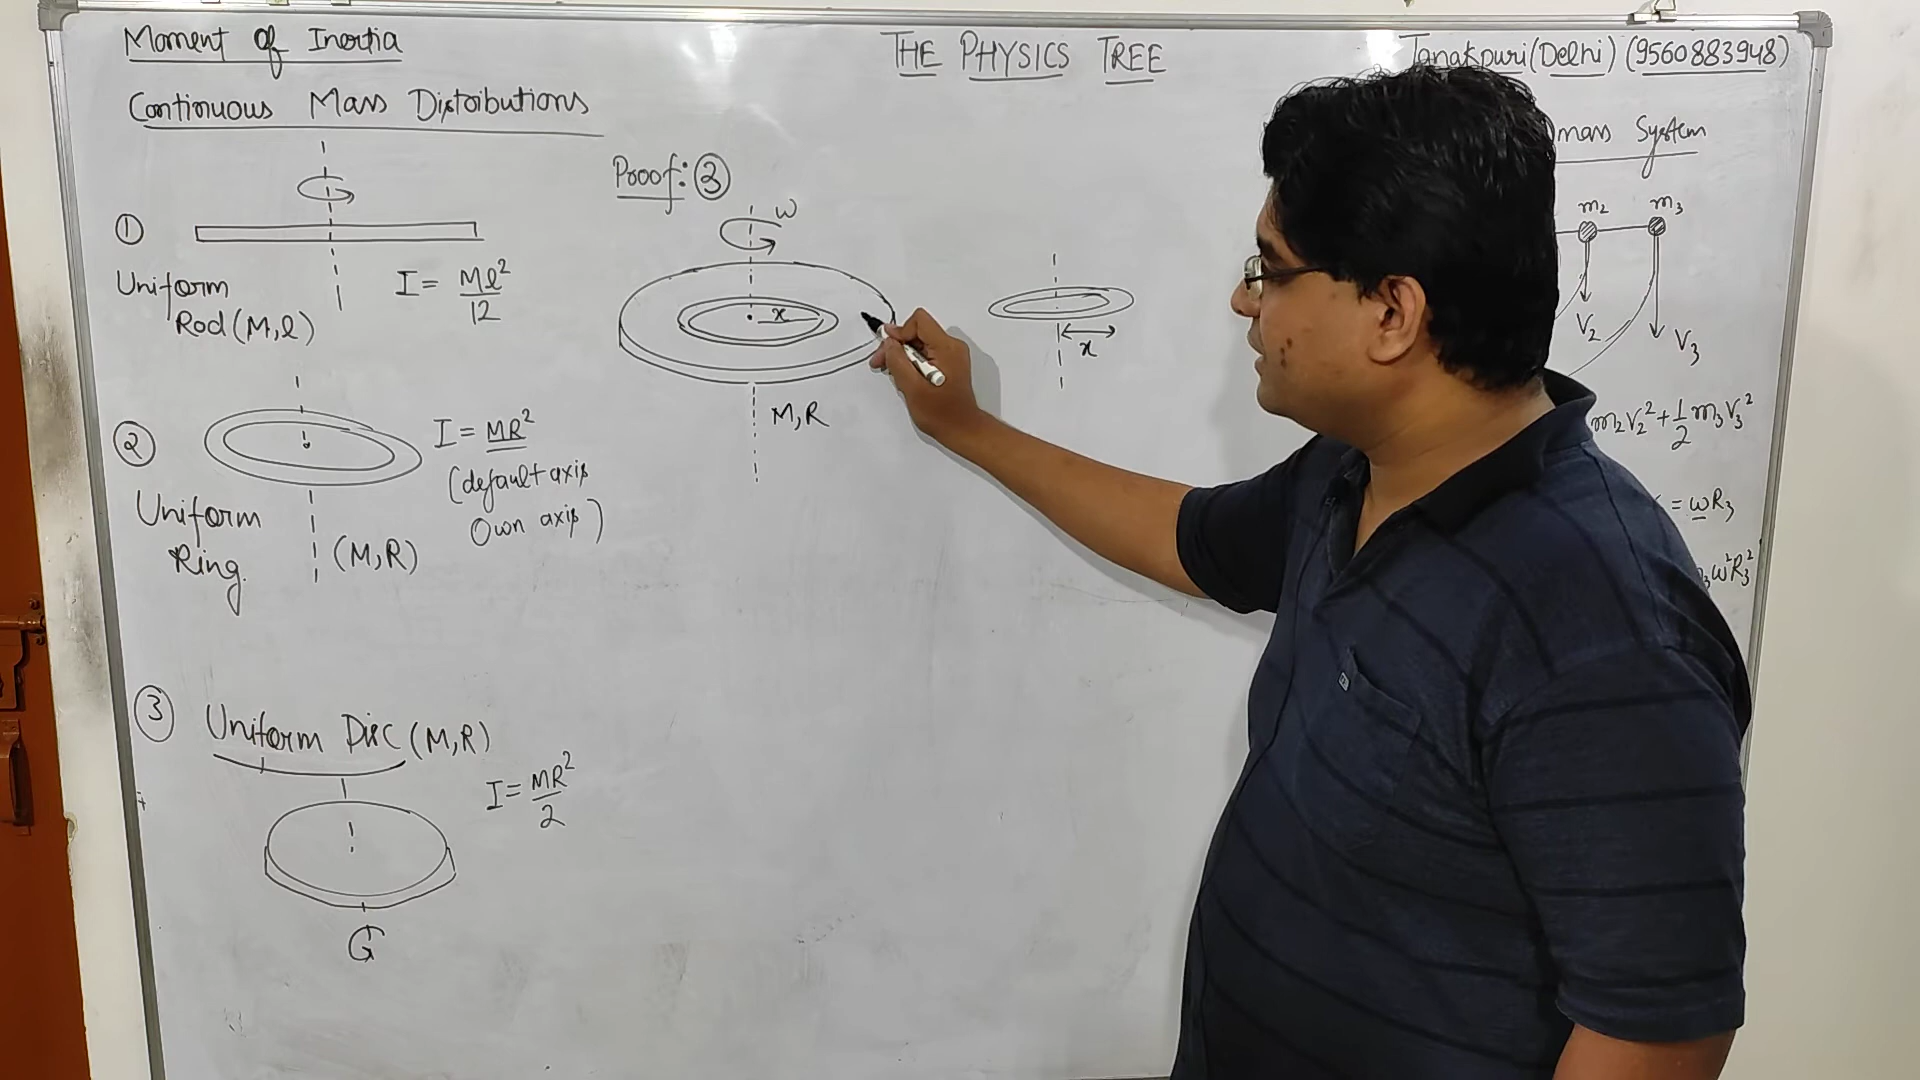 Moment of Inertia
THE PHYSICS TREE
Janakpuri (Delhi) (9560883948)
Continuous Mass Distributions
mass System
Proof: ③
ω
①
Uniform
Rod (M,l)
I = Ml²/12
x
x
M,R
m₂
m₃
V₂
V₃
②
Uniform
Ring
(M,R)
I = MR²
(default axis
Own axis)
m₂V₂² + 1/2 m₃V₃²
= ωR₃
ω²R₃²
③ Uniform Disc (M,R)
I = MR²/2